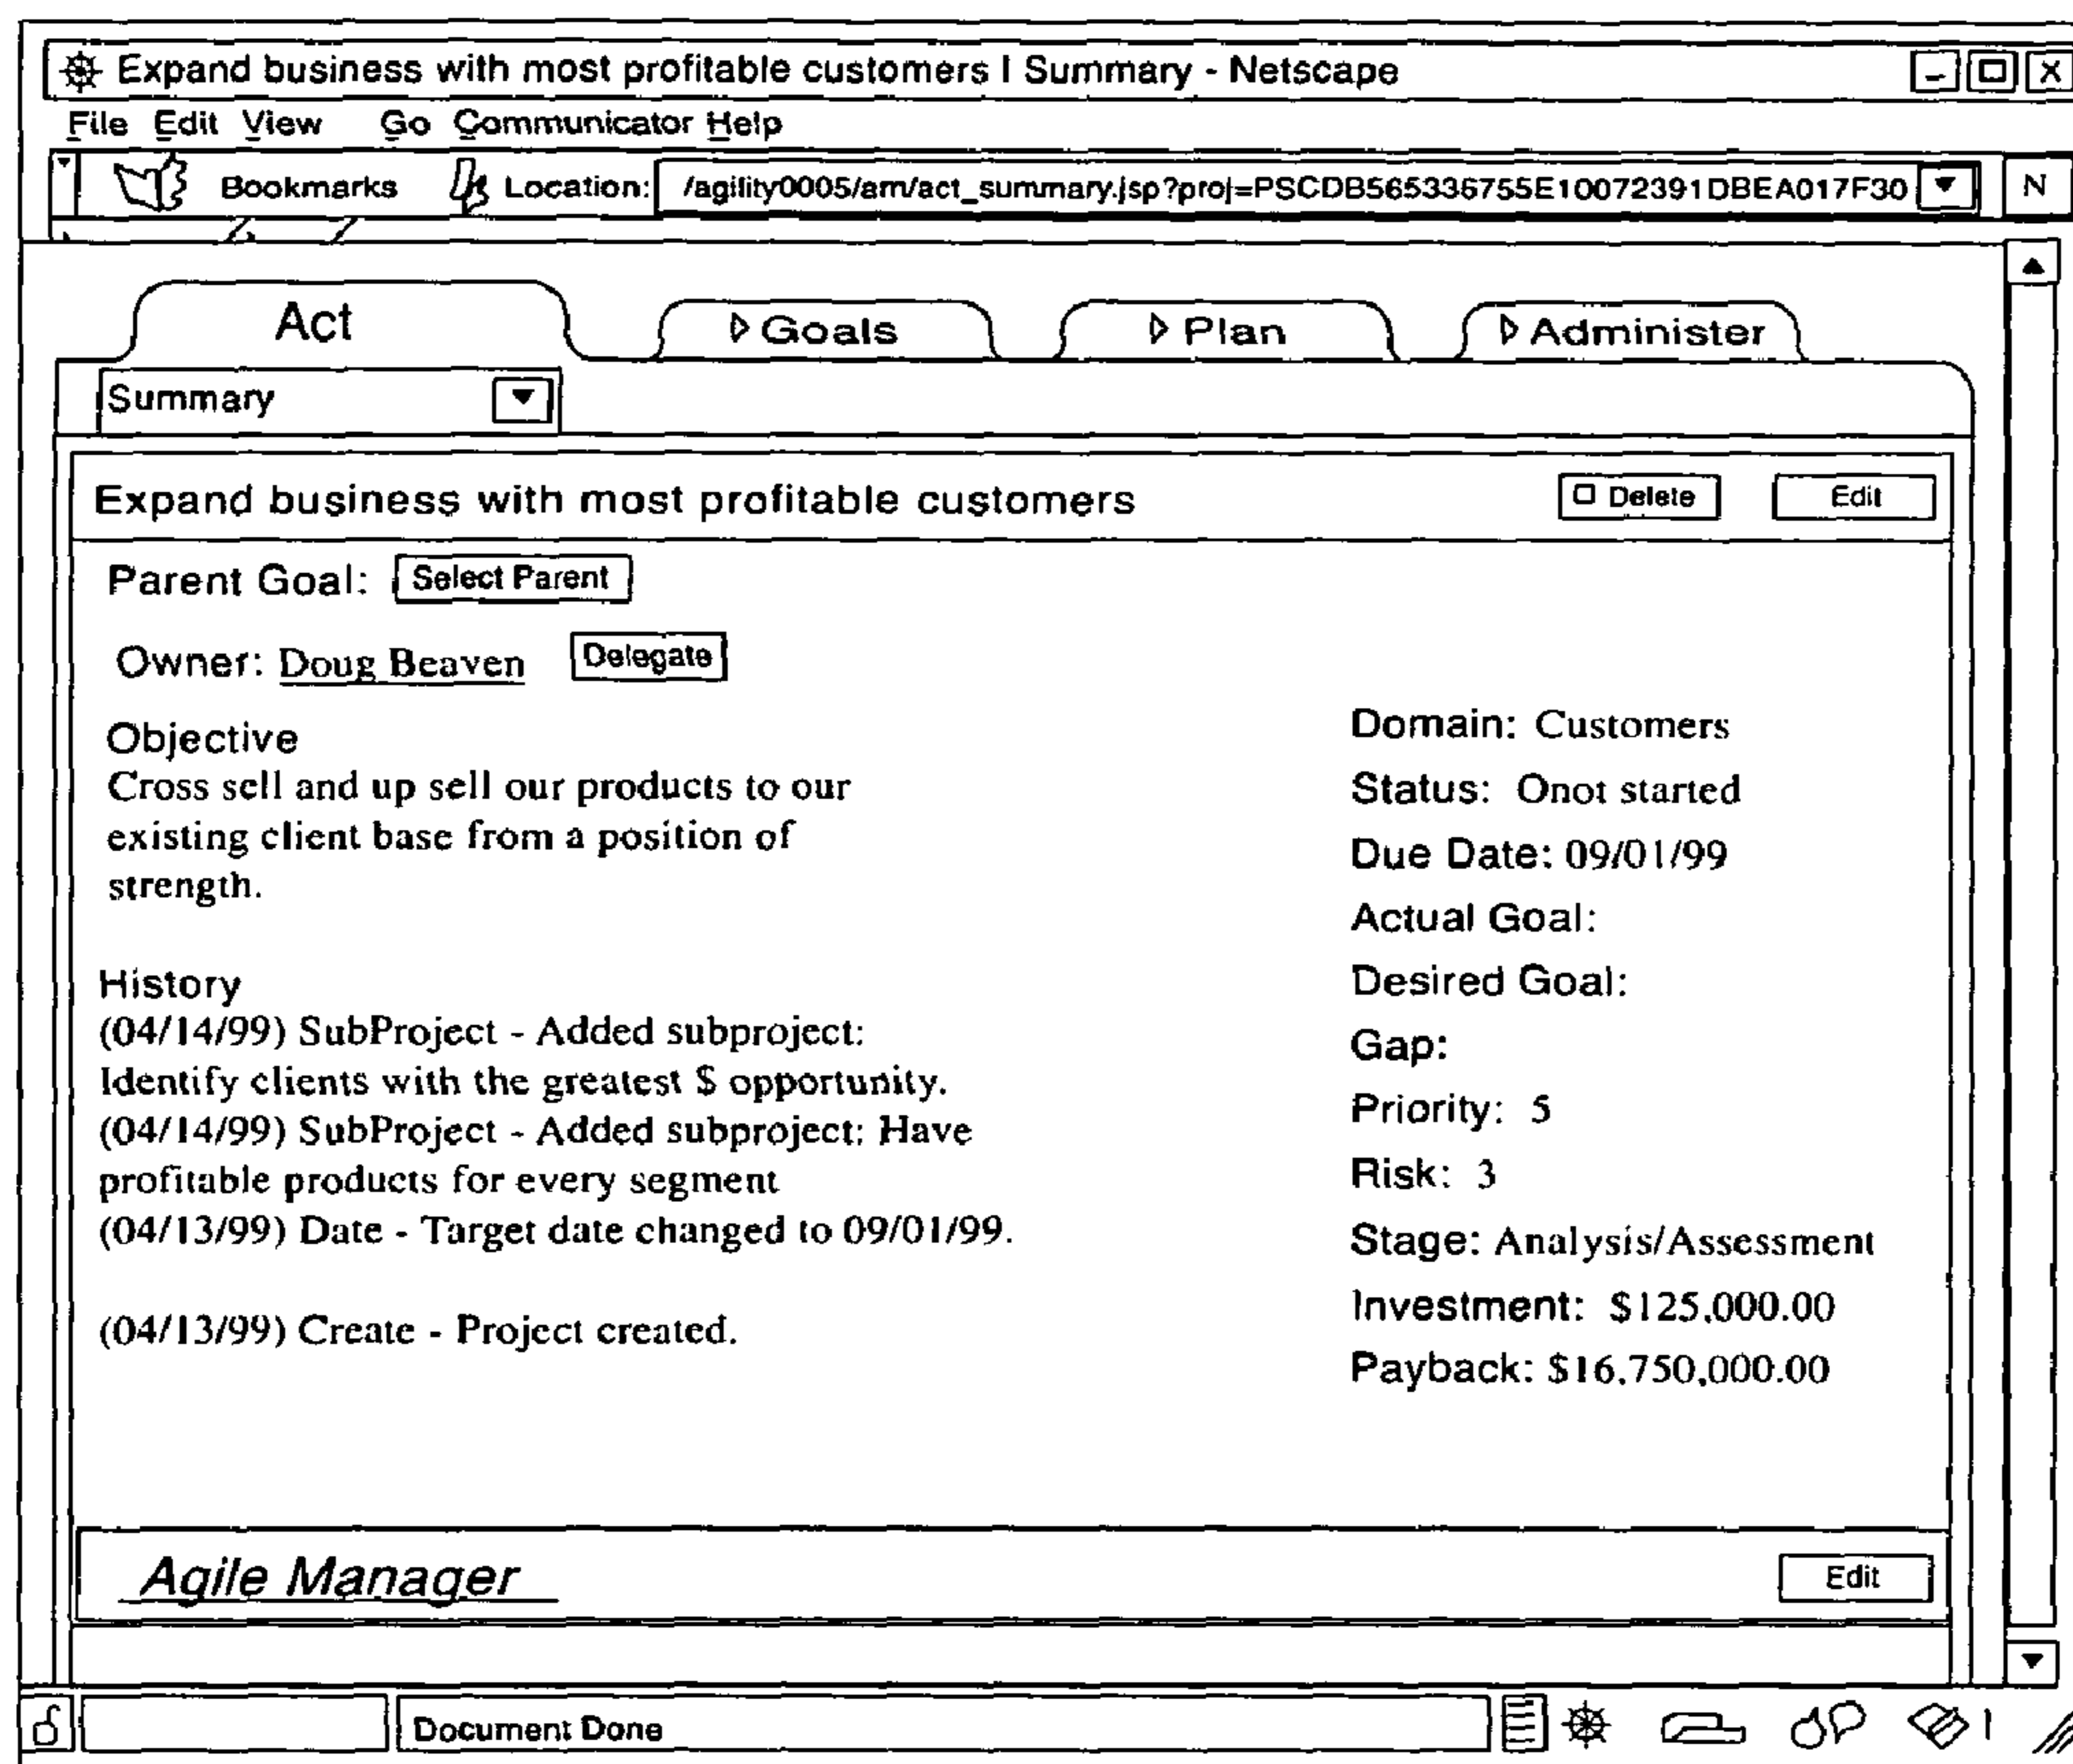 Expand business with most profitable customers | Summary - Netscape
File Edit View Go Communicator Help
Bookmarks Location: /agility0005/am/act_summary.jsp?proj=PSCDB565336755E10072391DBEA017F30 N
Act Goals Plan Administer
Summary
Expand business with most profitable customers Delete Edit
Parent Goal: Select Parent
Owner: Doug Beaven Delegate
Objective
Cross sell and up sell our products to our
existing client base from a position of
strength.
History
(04/14/99) SubProject - Added subproject:
Identify clients with the greatest $ opportunity.
(04/14/99) SubProject - Added subproject: Have
profitable products for every segment
(04/13/99) Date - Target date changed to 09/01/99.
(04/13/99) Create - Project created.
Domain: Customers
Status: Onot started
Due Date: 09/01/99
Actual Goal:
Desired Goal:
Gap:
Priority: 5
Risk: 3
Stage: Analysis/Assessment
Investment: $125,000.00
Payback: $16,750,000.00
Agile Manager Edit
Document Done